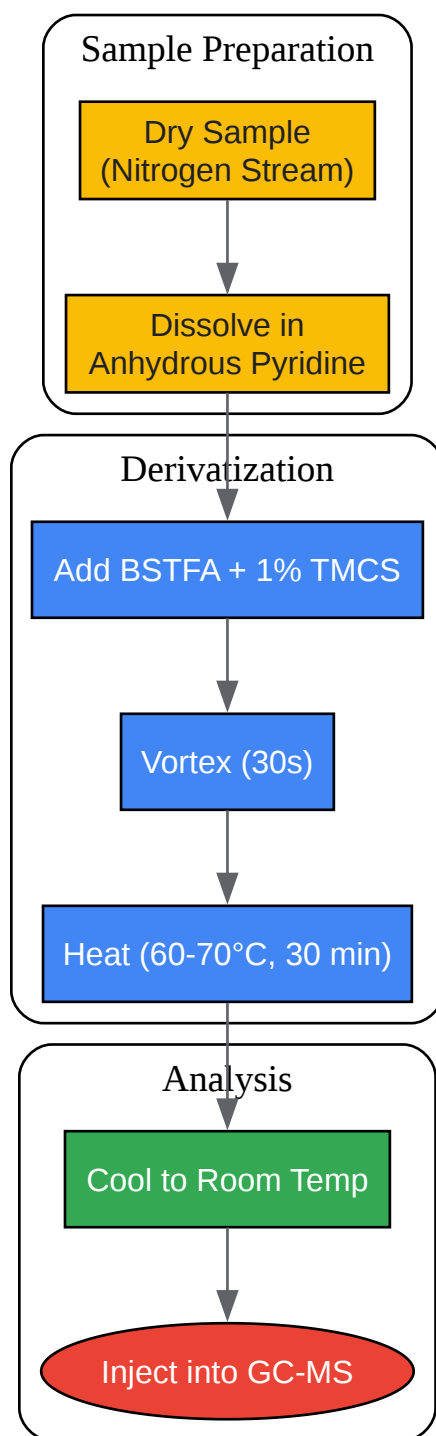 Sample Preparation
Dry Sample
(Nitrogen Stream)
Dissolve in
Anhydrous Pyridine
Derivatization
Add BSTFA + 1% TMCS
Vortex (30s)
Heat (60-70°C, 30 min)
Analysis
Cool to Room Temp
Inject into GC-MS